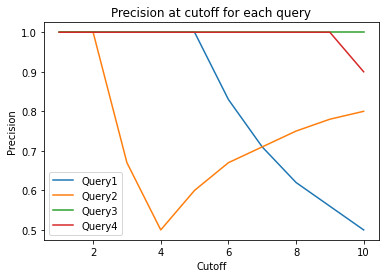 Precision at cutoff for each query
Precision
1.0
0.9
0.8
0.7
0.6
0.5
Query1
Query2
Query3
Query4
2
4
6
8
10
Cutoff